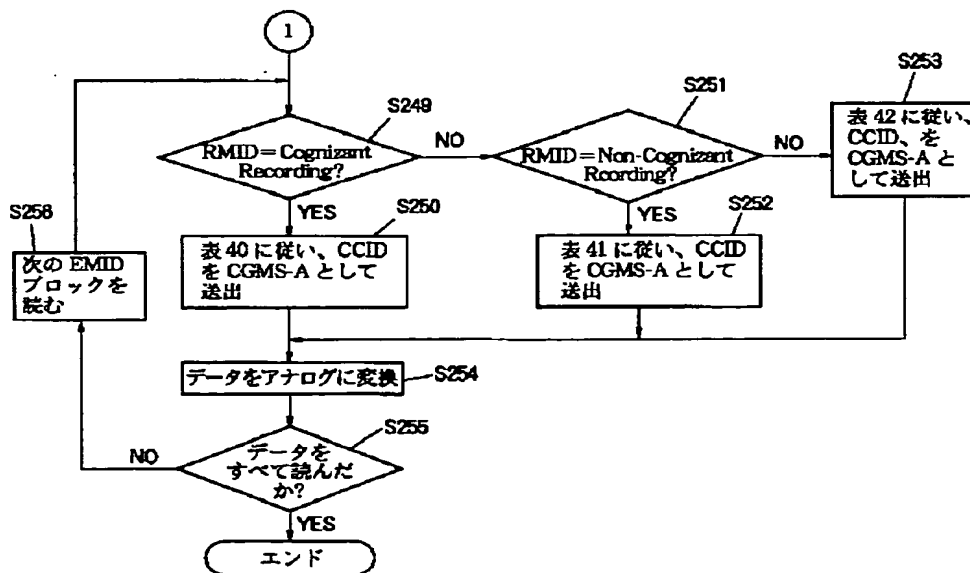 1
S249
RMID=Cognizant
Recording?
YES
NO
S251
RMID=Non-Cognizant
Rcording?
YES
NO
S253
表 42 に従い、
CCID、を
CGMS-A と
して送出
S250
表 40 に従い、CCID
を CGMS-A として
送出
S252
表 41 に従い、CCID
を CGMS-A として
送出
S258
次の EMID
ブロックを
読む
データをアナログに変換
S254
S255
データを
すべて読んだ
か?
NO
YES
エンド